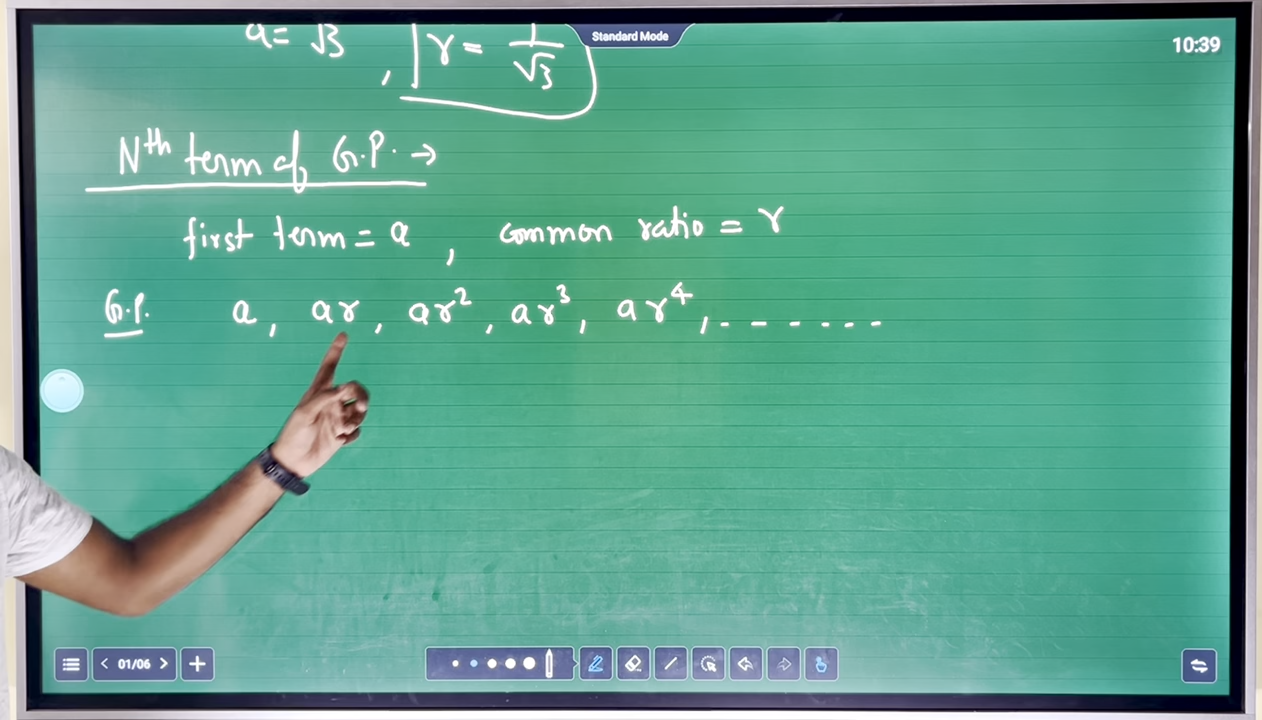 Standard Mode
10:39
a = √3 , r = 1/√3
Nth term of G.P. →
first term = a , common ratio = r
G.P. a, ar, ar², ar³, ar⁴, . - - - - - -
01/06